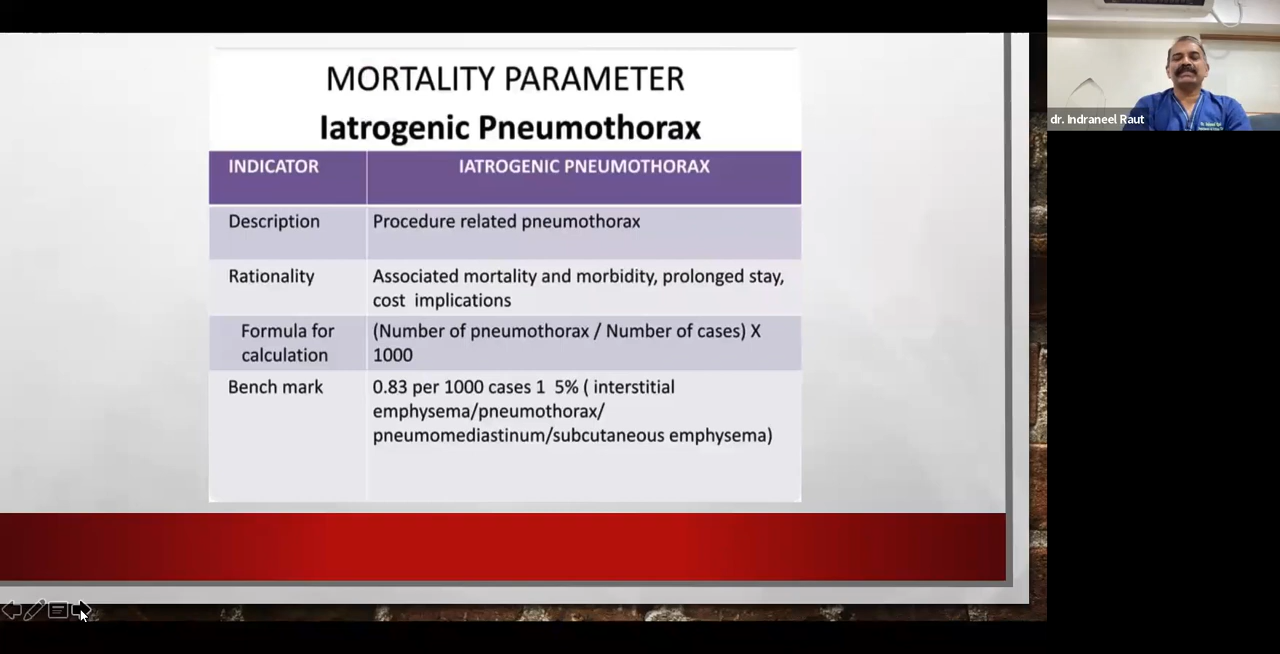 MORTALITY PARAMETER
Iatrogenic Pneumothorax
INDICATOR
IATROGENIC PNEUMOTHORAX
Description
Procedure related pneumothorax
Rationality
Associated mortality and morbidity, prolonged stay,
cost implications
Formula for
calculation
(Number of pneumothorax / Number of cases) X
1000
Bench mark
0.83 per 1000 cases 1 5% ( interstitial
emphysema/pneumothorax/
pneumomediastinum/subcutaneous emphysema)
dr. Indraneel Raut